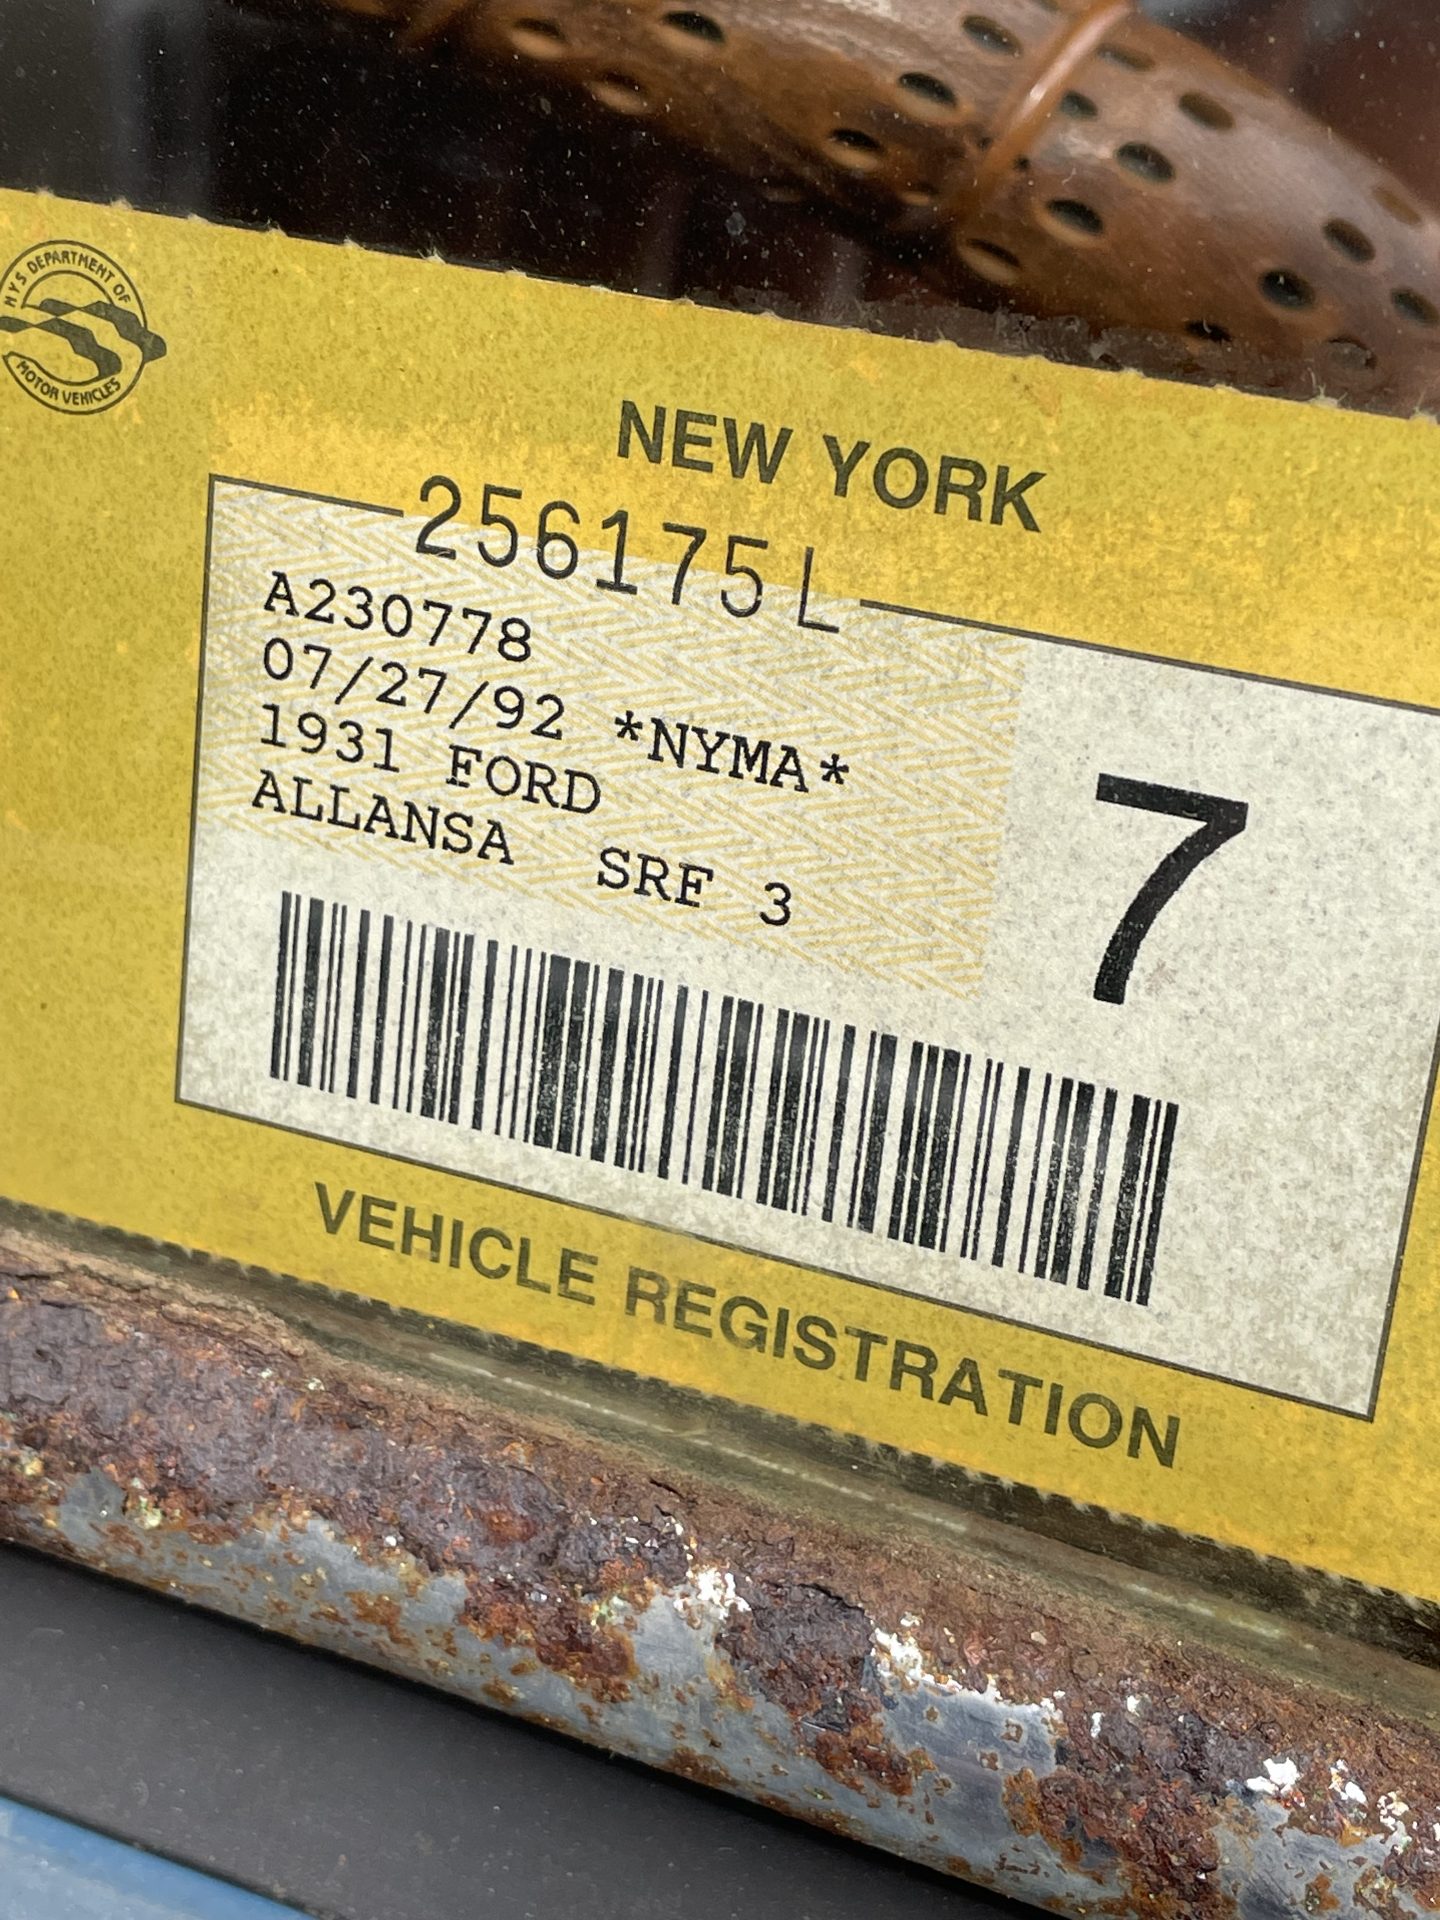 NYS DEPARTMENT OF
MOTOR VEHICLES
NEW YORK
256175L
A230778
07/27/92 *NYMA*
1931 FORD
ALLANSA SRF 3
7
VEHICLE REGISTRATION